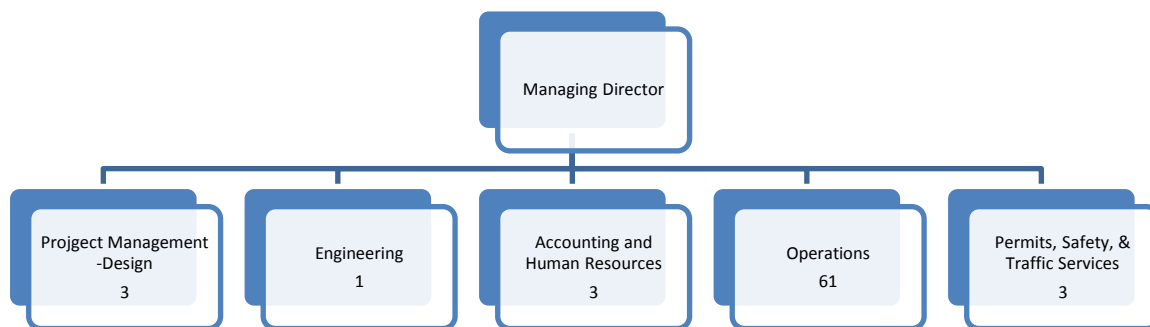 Managing Director
Projgect Management
-Design
3
Engineering
1
Accounting and
Human Resources
3
Operations
61
Permits, Safety, &
Traffic Services
3